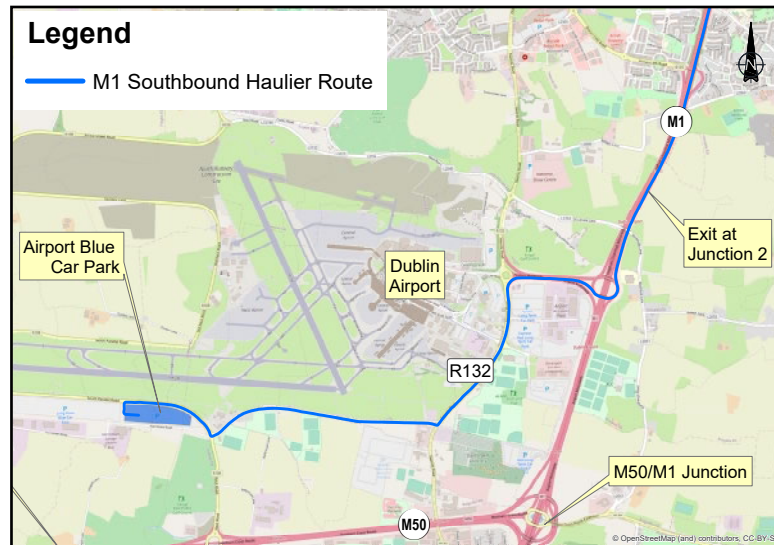 Legend
M1 Southbound Haulier Route
N
M1
Exit at
Junction 2
Airport Blue
Car Park
Dublin
Airport
R132
M50/M1 Junction
M50
© OpenStreetMap (and) contributors, CC-BY-S